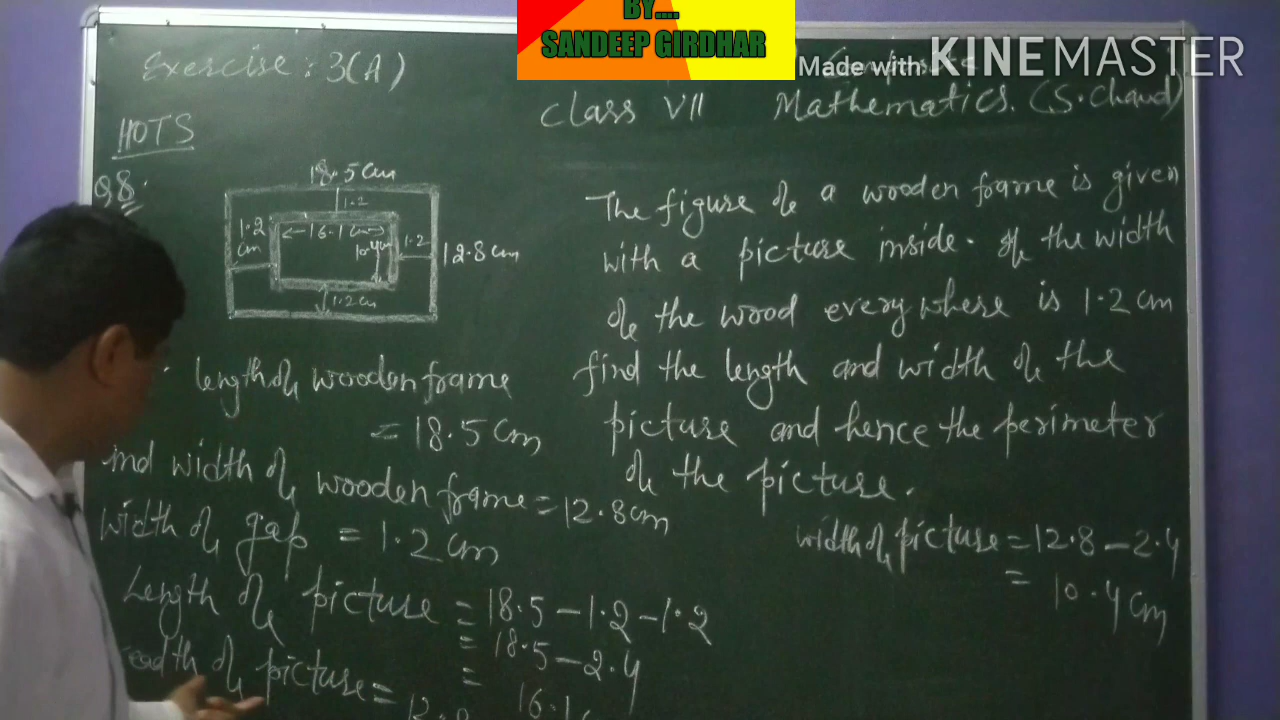 BY....
SANDEEP GIRDHAR
Made with KINEMASTER
Exercise : 3(A)
Class VII Mathematics. (S. Chand)
HOTS
Q8.
18.5 cm
1.2
1.2 cm
16.1 cm
10.4 cm
1.2
12.8 cm
1.2 cm
The figure of a wooden frame is given
with a picture inside. If the width
of the wood every where is 1.2 cm
find the length and width of the
picture and hence the perimeter
of the picture.
length of wooden frame
= 18.5 cm
and width of wooden frame = 12.8 cm
width of gap = 1.2 cm
Length of picture = 18.5 - 1.2 - 1.2
= 18.5 - 2.4
= 16.1
of picture =
width of picture = 12.8 - 2.4
= 10.4 cm